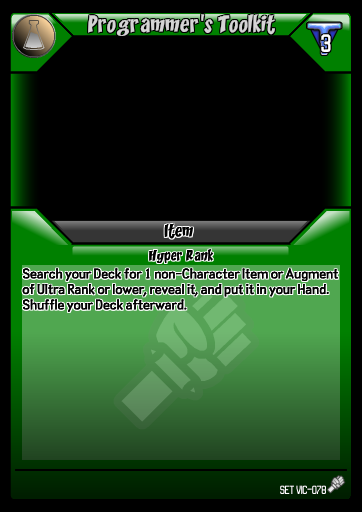 Programmer's Toolkit
3
Item
Hyper Rank
Search your Deck for 1 non-Character Item or Augment
of Ultra Rank or lower, reveal it, and put it in your Hand.
Shuffle your Deck afterward.
SET VIC-078